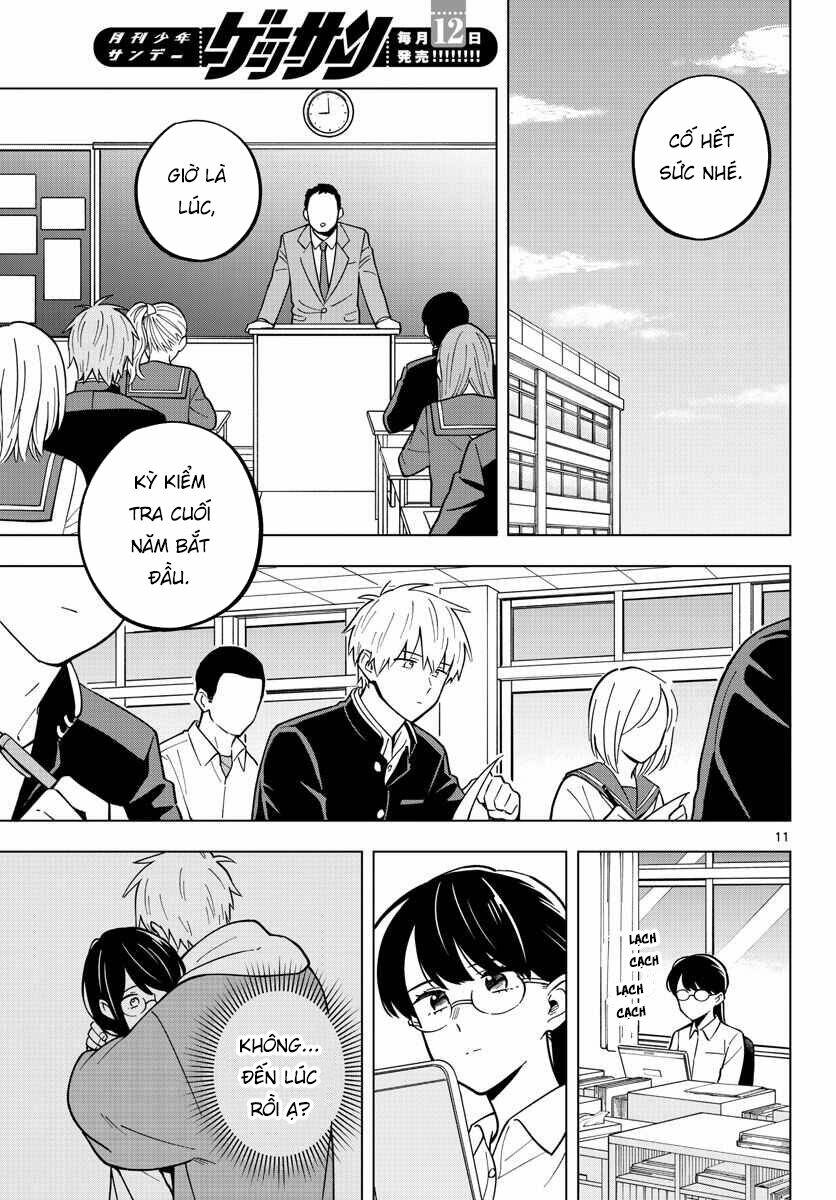 月刊少年
サンデー
ゲッサン
毎月12日
発売!!!!!!!!
CỐ HẾT
SỨC NHÉ.
GIỜ LÀ
LÚC,
KỲ KIỂM
TRA CUỐI
NĂM BẮT
ĐẦU.
11
LẠCH
CẠCH
LẠCH
CẠCH
KHÔNG...
ĐẾN LÚC
RỒI Ạ?